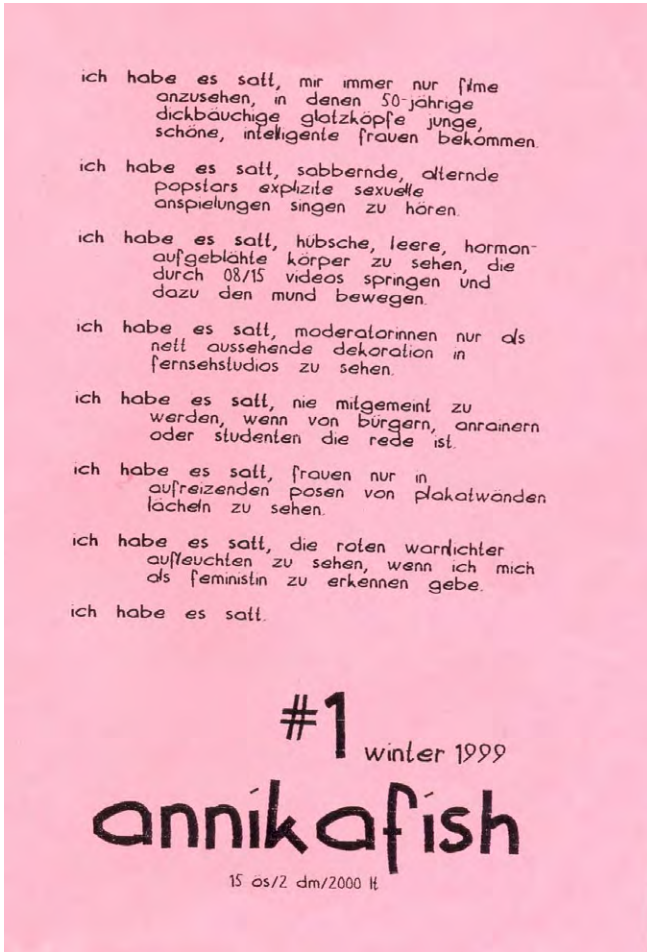 ich habe es satt, mir immer nur filme
anzusehen, in denen 50-jährige
dickbäuchige glatzköpfe junge,
schöne, intelligente frauen bekommen.
ich habe es satt, sabbernde, alternde
popstars explizite sexuelle
anspielungen singen zu hören.
ich habe es satt, hübsche, leere, hormon-
aufgeblähte körper zu sehen, die
durch 08/15 videos springen und
dazu den mund bewegen.
ich habe es satt, moderatorinnen nur als
nett aussehende dekoration in
fernsehstudios zu sehen.
ich habe es satt, nie mitgemeint zu
werden, wenn von bürgern, anrainern
oder studenten die rede ist.
ich habe es satt, frauen nur in
aufreizenden posen von plakatwänden
lächeln zu sehen.
ich habe es satt, die roten warnlichter
aufleuchten zu sehen, wenn ich mich
als feministin zu erkennen gebe.
ich habe es satt.
#1 winter 1999
annikafish
15 ös/2 dm/2000 lt